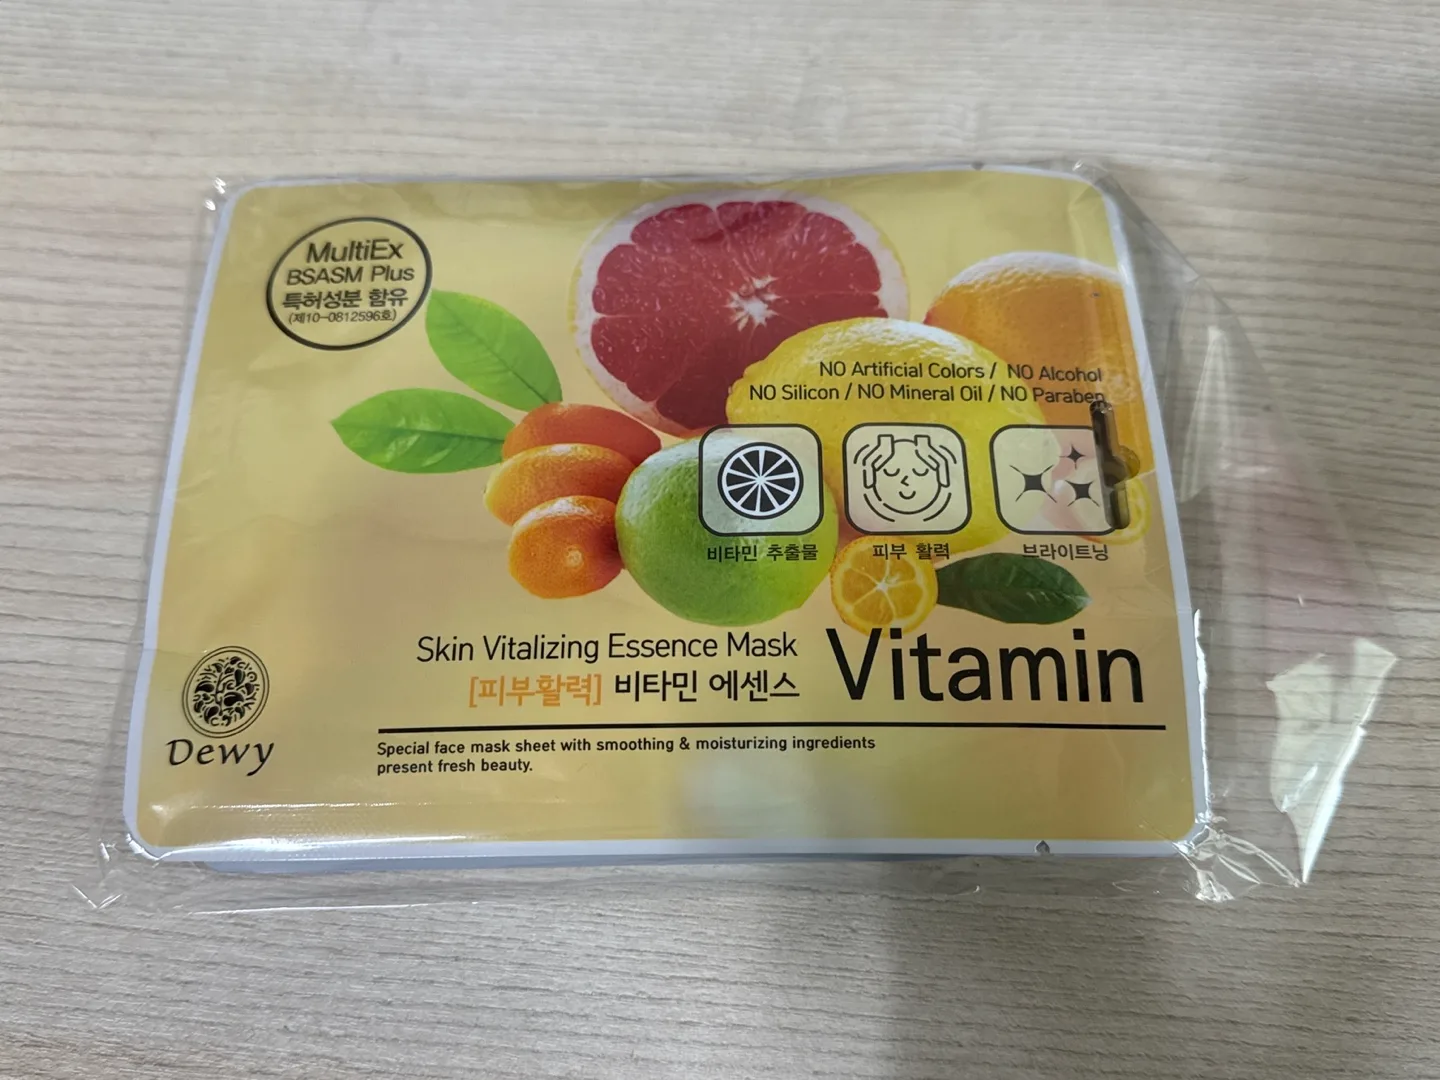 MultiEx
BSASM Plus
특허성분 함유
(제10-0812596호)
NO Artificial Colors / NO Alcohol
NO Silicon / NO Mineral Oil / NO Paraben
비타민 추출물
피부 활력
브라이트닝
Skin Vitalizing Essence Mask
[피부활력] 비타민 에센스
Vitamin
Dewy
Special face mask sheet with smoothing & moisturizing ingredients
present fresh beauty.